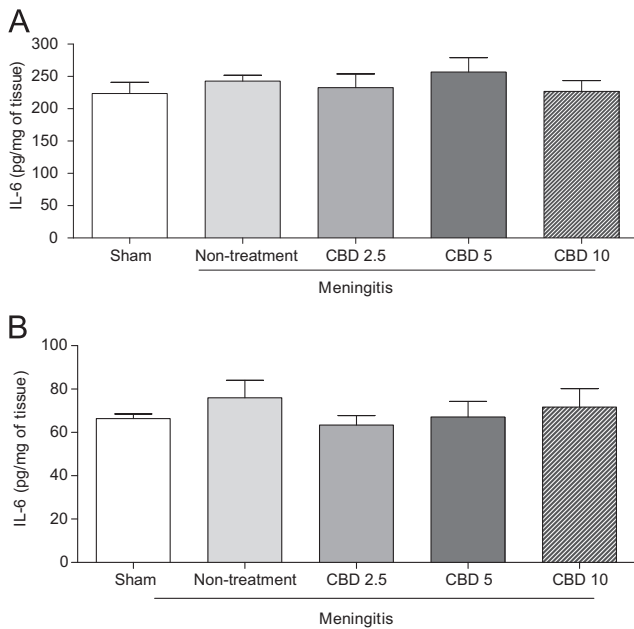 A
IL-6 (pg/mg of tissue)
300
250
200
150
100
50
0
Sham Non-treatment CBD 2.5 CBD 5 CBD 10
Meningitis
B
IL-6 (pg/mg of tissue)
100
80
60
40
20
0
Sham Non-treatment CBD 2.5 CBD 5 CBD 10
Meningitis